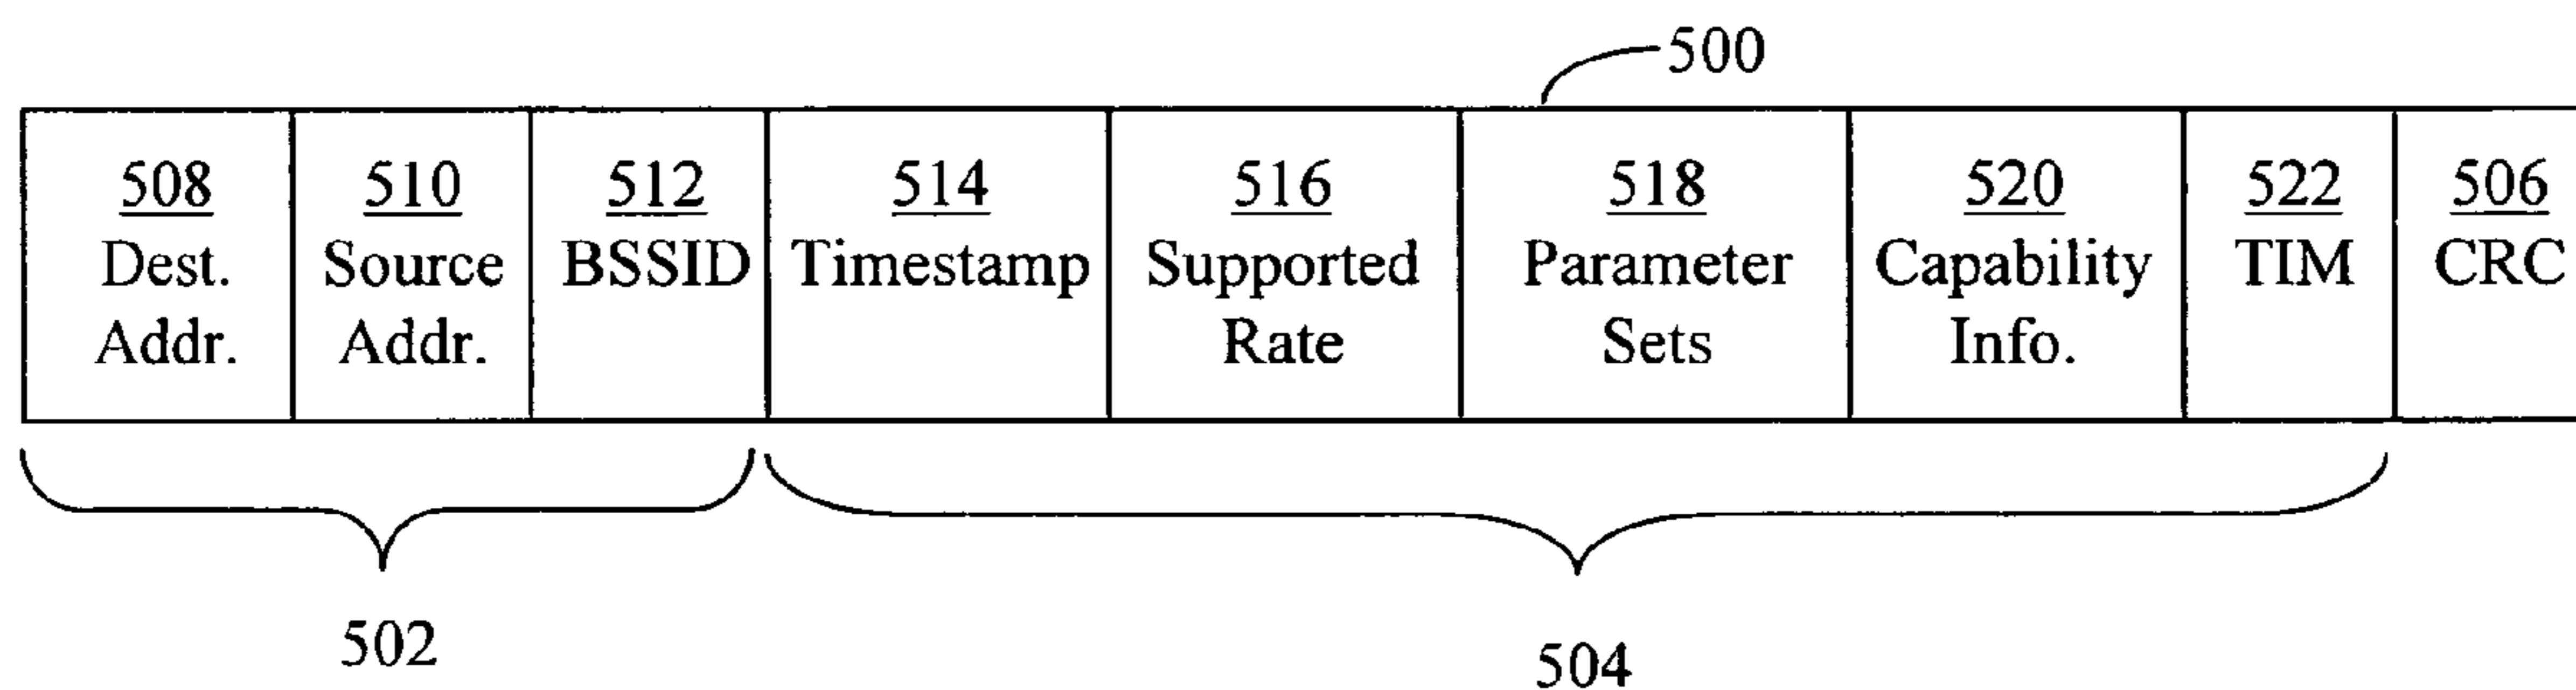 500
508 510 512 514 516 518 520 522 506
Dest. Source BSSID Timestamp Supported Parameter Capability TIM CRC
Addr. Addr. Rate Sets Info.
502
504